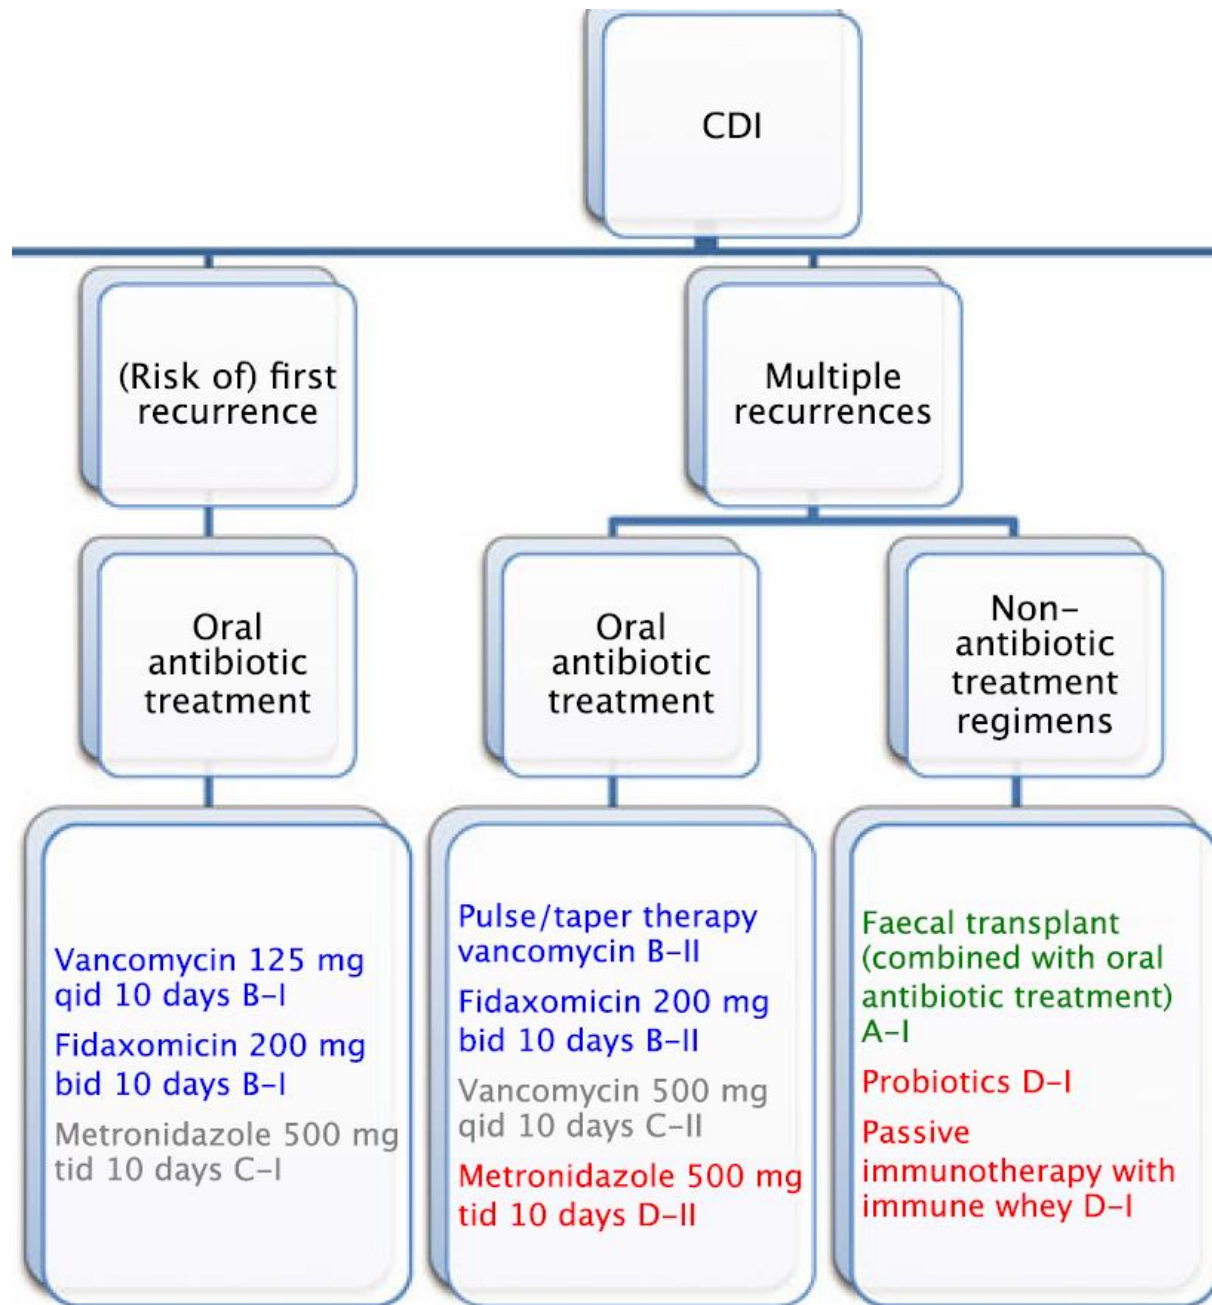 CDI
(Risk of) first
recurrence
Multiple
recurrences
Oral
antibiotic
treatment
Oral
antibiotic
treatment
Non-
antibiotic
treatment
regimens
Vancomycin 125 mg
qid 10 days B-I
Fidaxomicin 200 mg
bid 10 days B-I
Metronidazole 500 mg
tid 10 days C-I
Pulse/taper therapy
vancomycin B-II
Fidaxomicin 200 mg
bid 10 days B-II
Vancomycin 500 mg
qid 10 days C-II
Metronidazole 500 mg
tid 10 days D-II
Faecal transplant
(combined with oral
antibiotic treatment)
A-I
Probiotics D-I
Passive
immunotherapy with
immune whey D-I